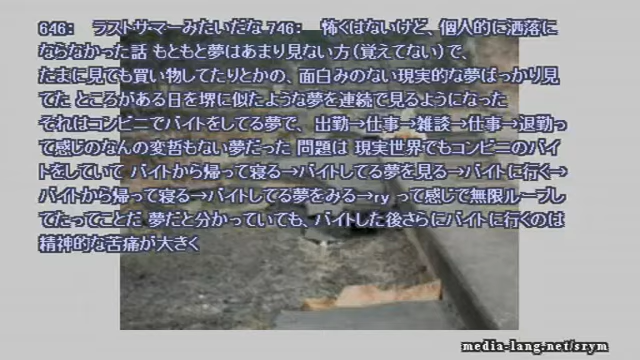 646:　ラストサマーみたいだな 746:　怖くはないけど、個人的に洒落に
ならなかった話 もともと夢はあまり見ない方（覚えてない）で、
たまに見ても買い物してたりとかの、面白みのない現実的な夢ばっかり見
てた ところがある日を堺に似たような夢を連続で見るようになった
それはコンビニでバイトをしてる夢で、 出勤→仕事→雑談→仕事→退勤っ
て感じのなんの変哲もない夢だった 問題は 現実世界でもコンビニのバイ
トをしていて バイトから帰って寝る→バイトしてる夢を見る→バイトに行く→
バイトから帰って寝る→バイトしてる夢をみる→ry って感じで無限ループし
てたってことだ 夢だと分かっていても、バイトした後さらにバイトに行くのは
精神的な苦痛が大きく
media-lang-net/srym